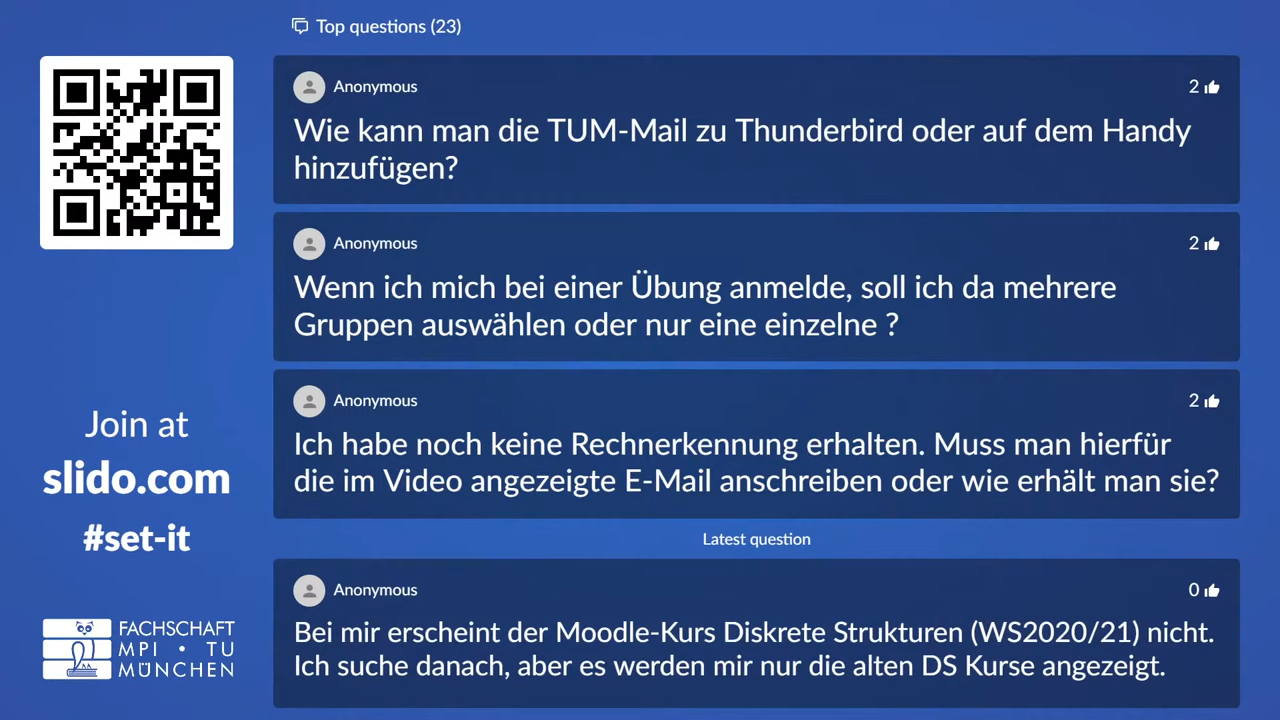 Top questions (23)
Anonymous
2
Wie kann man die TUM-Mail zu Thunderbird oder auf dem Handy
hinzufügen?
Anonymous
2
Wenn ich mich bei einer Übung anmelde, soll ich da mehrere
Gruppen auswählen oder nur eine einzelne ?
Anonymous
2
Ich habe noch keine Rechnerkennung erhalten. Muss man hierfür
die im Video angezeigte E-Mail anschreiben oder wie erhält man sie?
Latest question
Anonymous
0
Bei mir erscheint der Moodle-Kurs Diskrete Strukturen (WS2020/21) nicht.
Ich suche danach, aber es werden mir nur die alten DS Kurse angezeigt.
Join at
slido.com
#set-it
FACHSCHAFT
MPI • TU
MÜNCHEN